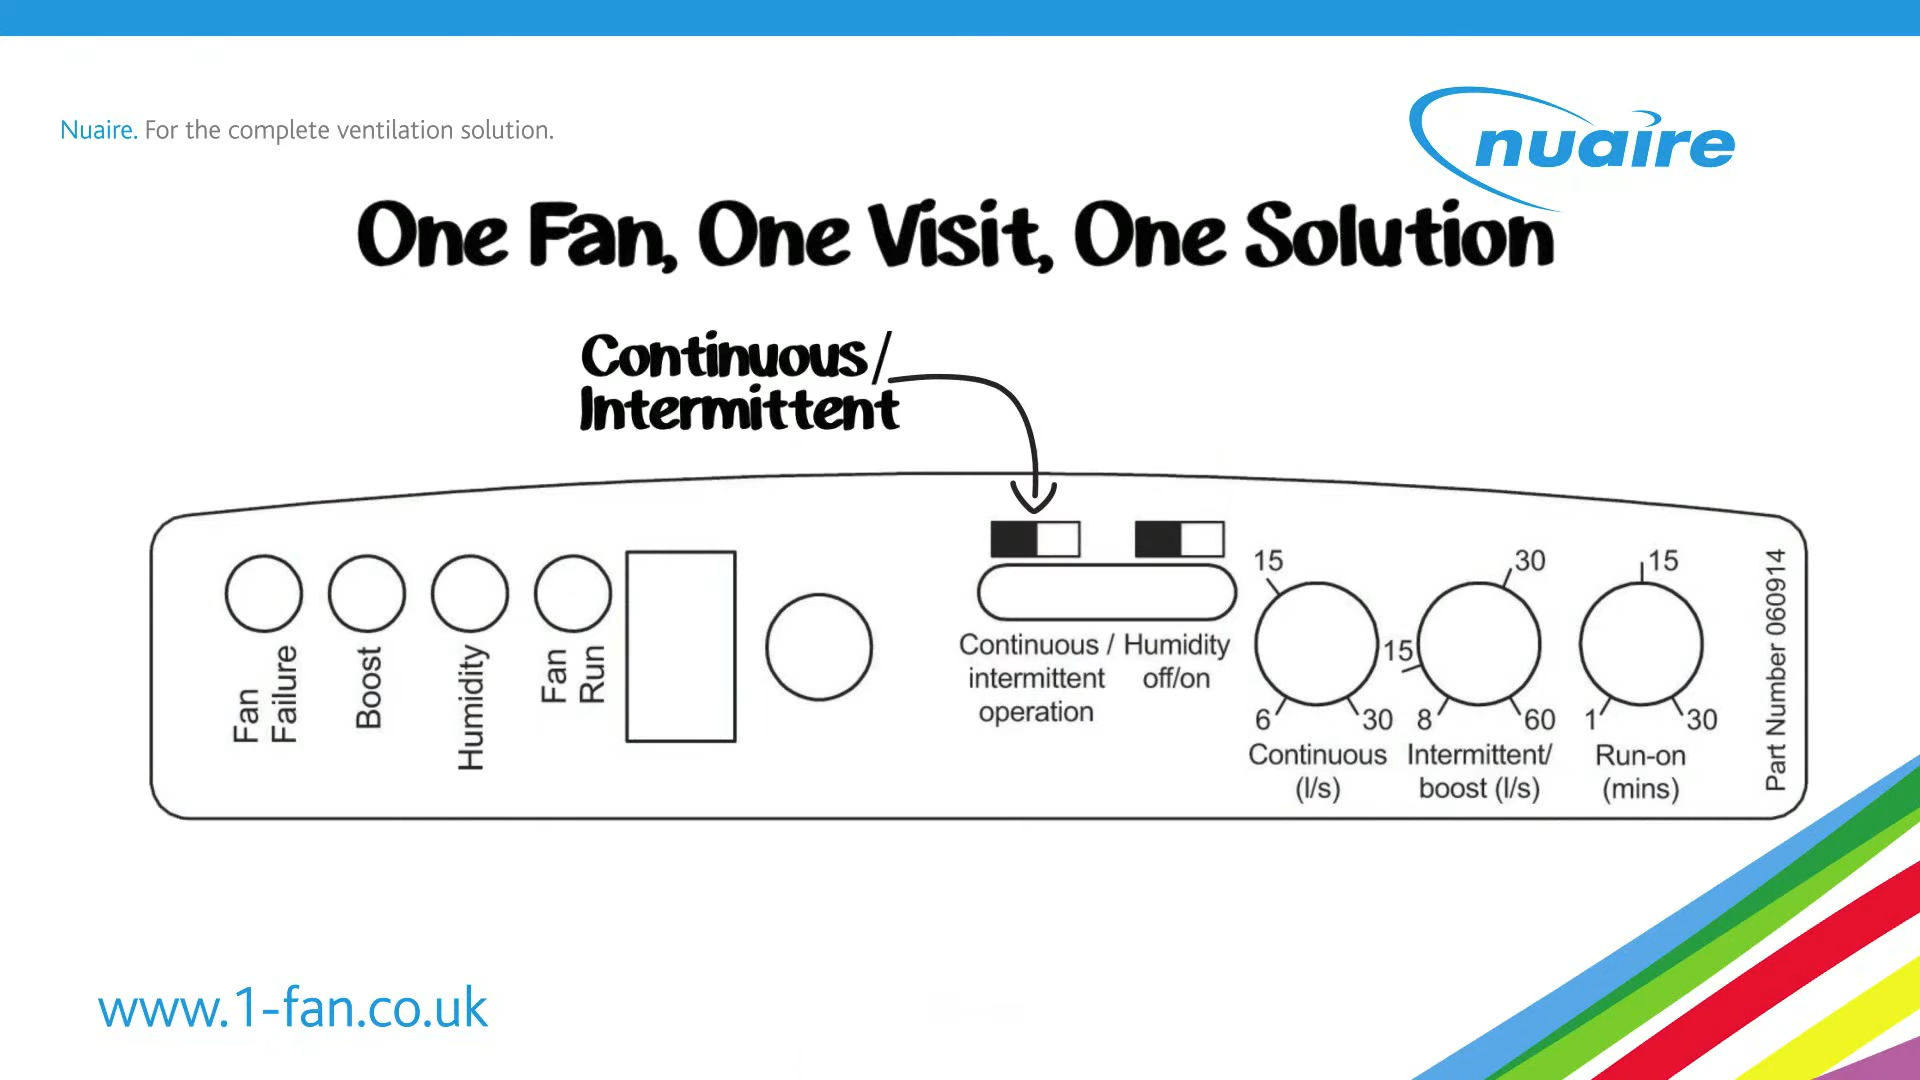 Nuaire. For the complete ventilation solution.
nuaire
One Fan, One Visit, One Solution
Continuous/
Intermittent
Fan
Failure
Boost
Humidity
Fan
Run
Continuous / Humidity
intermittent off/on
operation
15
6
30
Continuous
(l/s)
30
15
8
60
Intermittent/
boost (l/s)
15
1
30
Run-on
(mins)
Part Number 060914
www.1-fan.co.uk